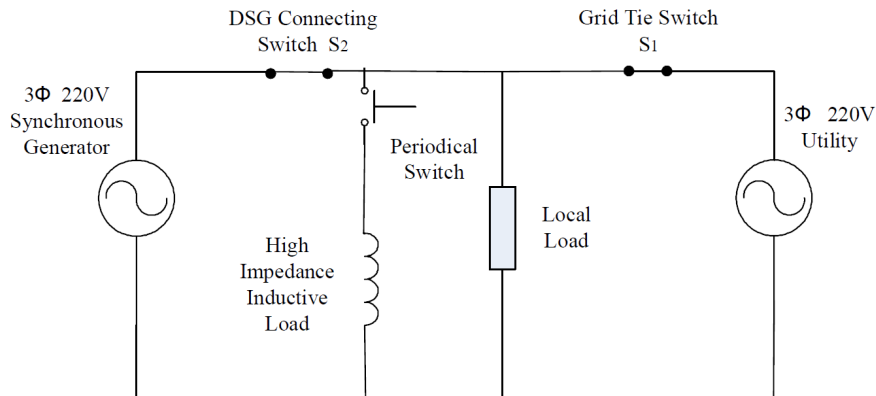 DSG Connecting
Switch S2
Grid Tie Switch
S1
3Φ 220V
Synchronous
Generator
Periodical
Switch
3Φ 220V
Utility
High
Impedance
Inductive
Load
Local
Load